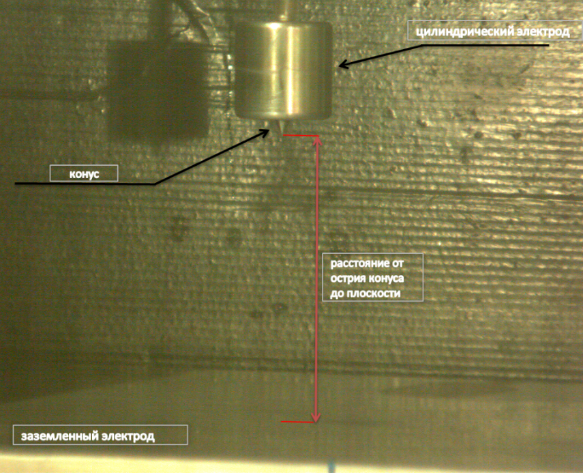 цилиндрический электрод
конус
расстояние от
острия конуса
до плоскости
заземленный электрод